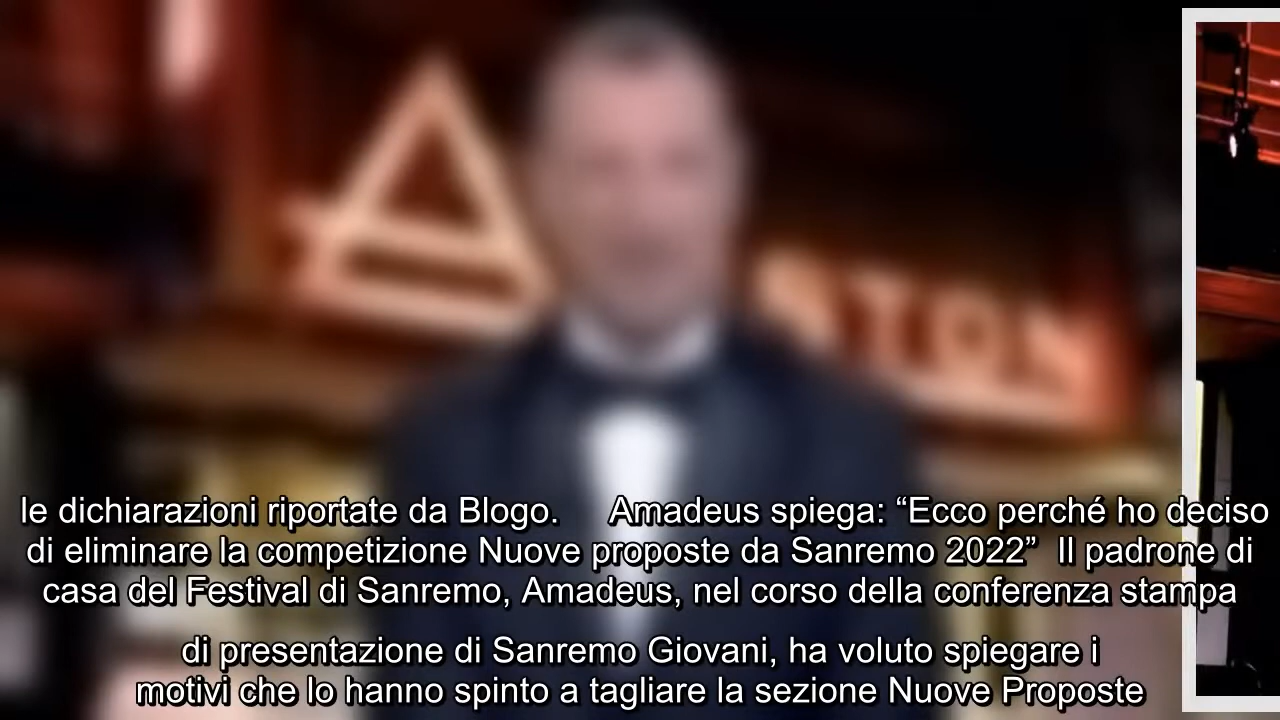 le dichiarazioni riportate da Blogo. Amadeus spiega: “Ecco perché ho deciso
di eliminare la competizione Nuove proposte da Sanremo 2022” Il padrone di
casa del Festival di Sanremo, Amadeus, nel corso della conferenza stampa
di presentazione di Sanremo Giovani, ha voluto spiegare i
motivi che lo hanno spinto a tagliare la sezione Nuove Proposte